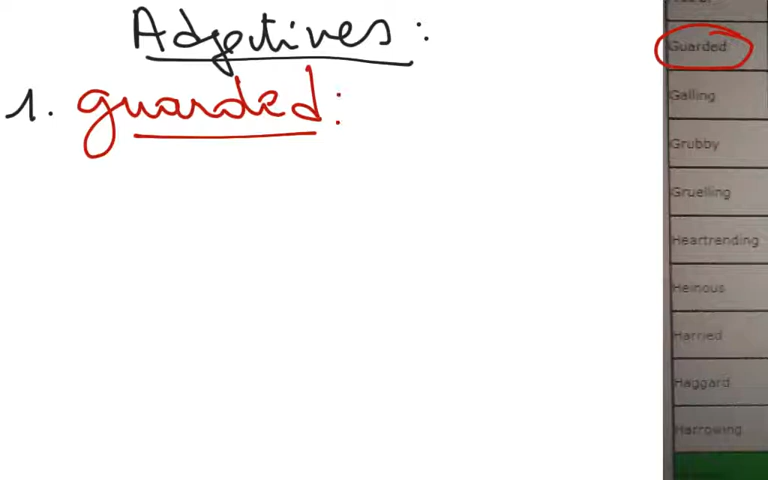 Adjectives:
1. guarded:
Guarded
Galling
Grubby
Gruelling
Heartrending
Heinous
Harried
Haggard
Harrowing